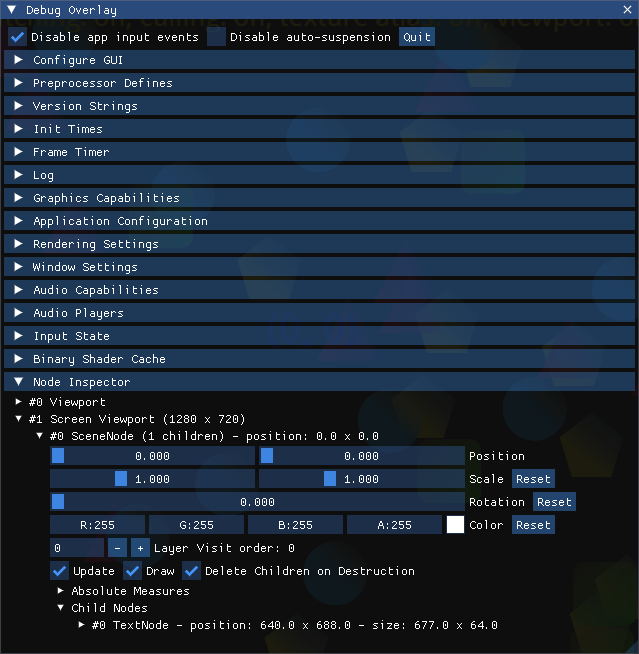 Debug Overlay
Disable app input events Disable auto-suspension Quit
Configure GUI
Preprocessor Defines
Version Strings
Init Times
Frame Timer
Log
Graphics Capabilities
Application Configuration
Rendering Settings
Window Settings
Audio Capabilities
Audio Players
Input State
Binary Shader Cache
Node Inspector
#0 Viewport
#1 Screen Viewport (1280 x 720)
#0 SceneNode (1 children) - position: 0.0 x 0.0
0.000 0.000 Position
1.000 1.000 Scale Reset
0.000 Rotation Reset
R:255 G:255 B:255 A:255 Color Reset
0 - + Layer Visit order: 0
Update Draw Delete Children on Destruction
Absolute Measures
Child Nodes
#0 TextNode - position: 640.0 x 688.0 - size: 677.0 x 64.0